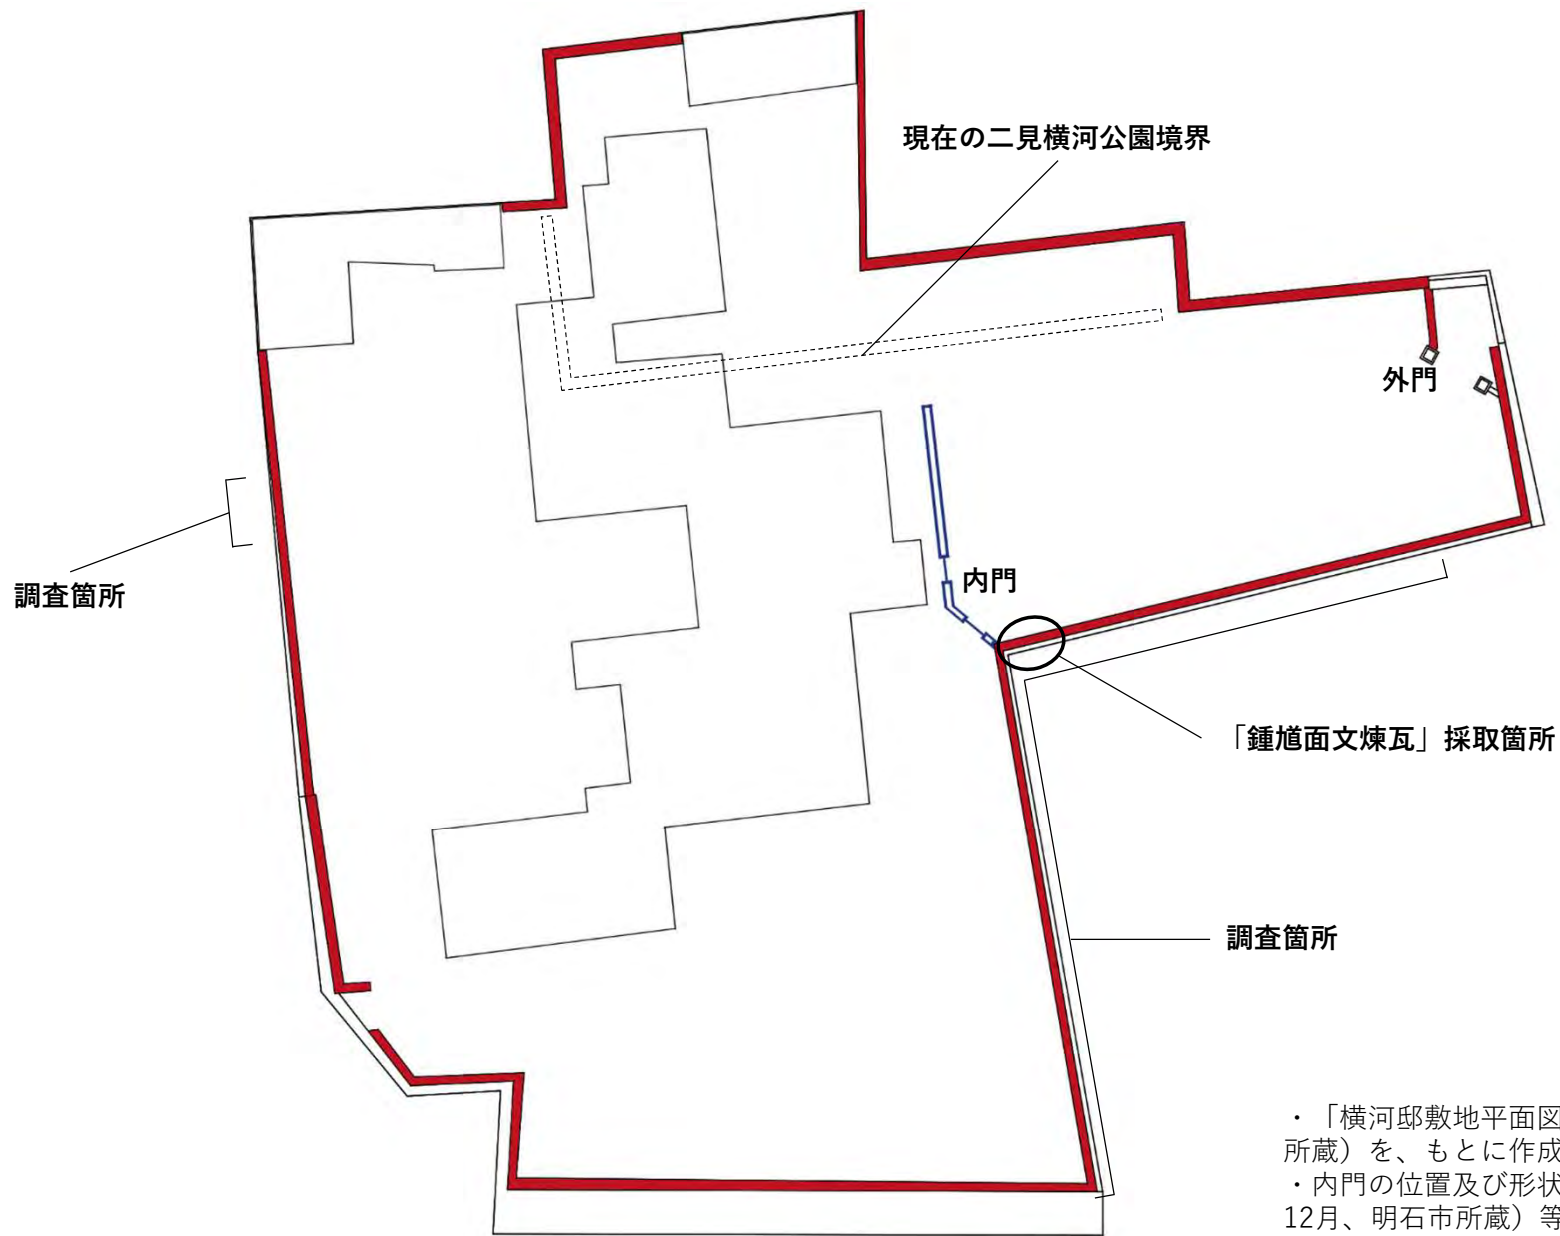 現在の二見横河公園境界
外門
内門
調査箇所
「鍾馗面文煉瓦」採取箇所
調査箇所
・「横河邸敷地平面図
所蔵）を、もとに作成
・内門の位置及び形状
12月、明石市所蔵）等